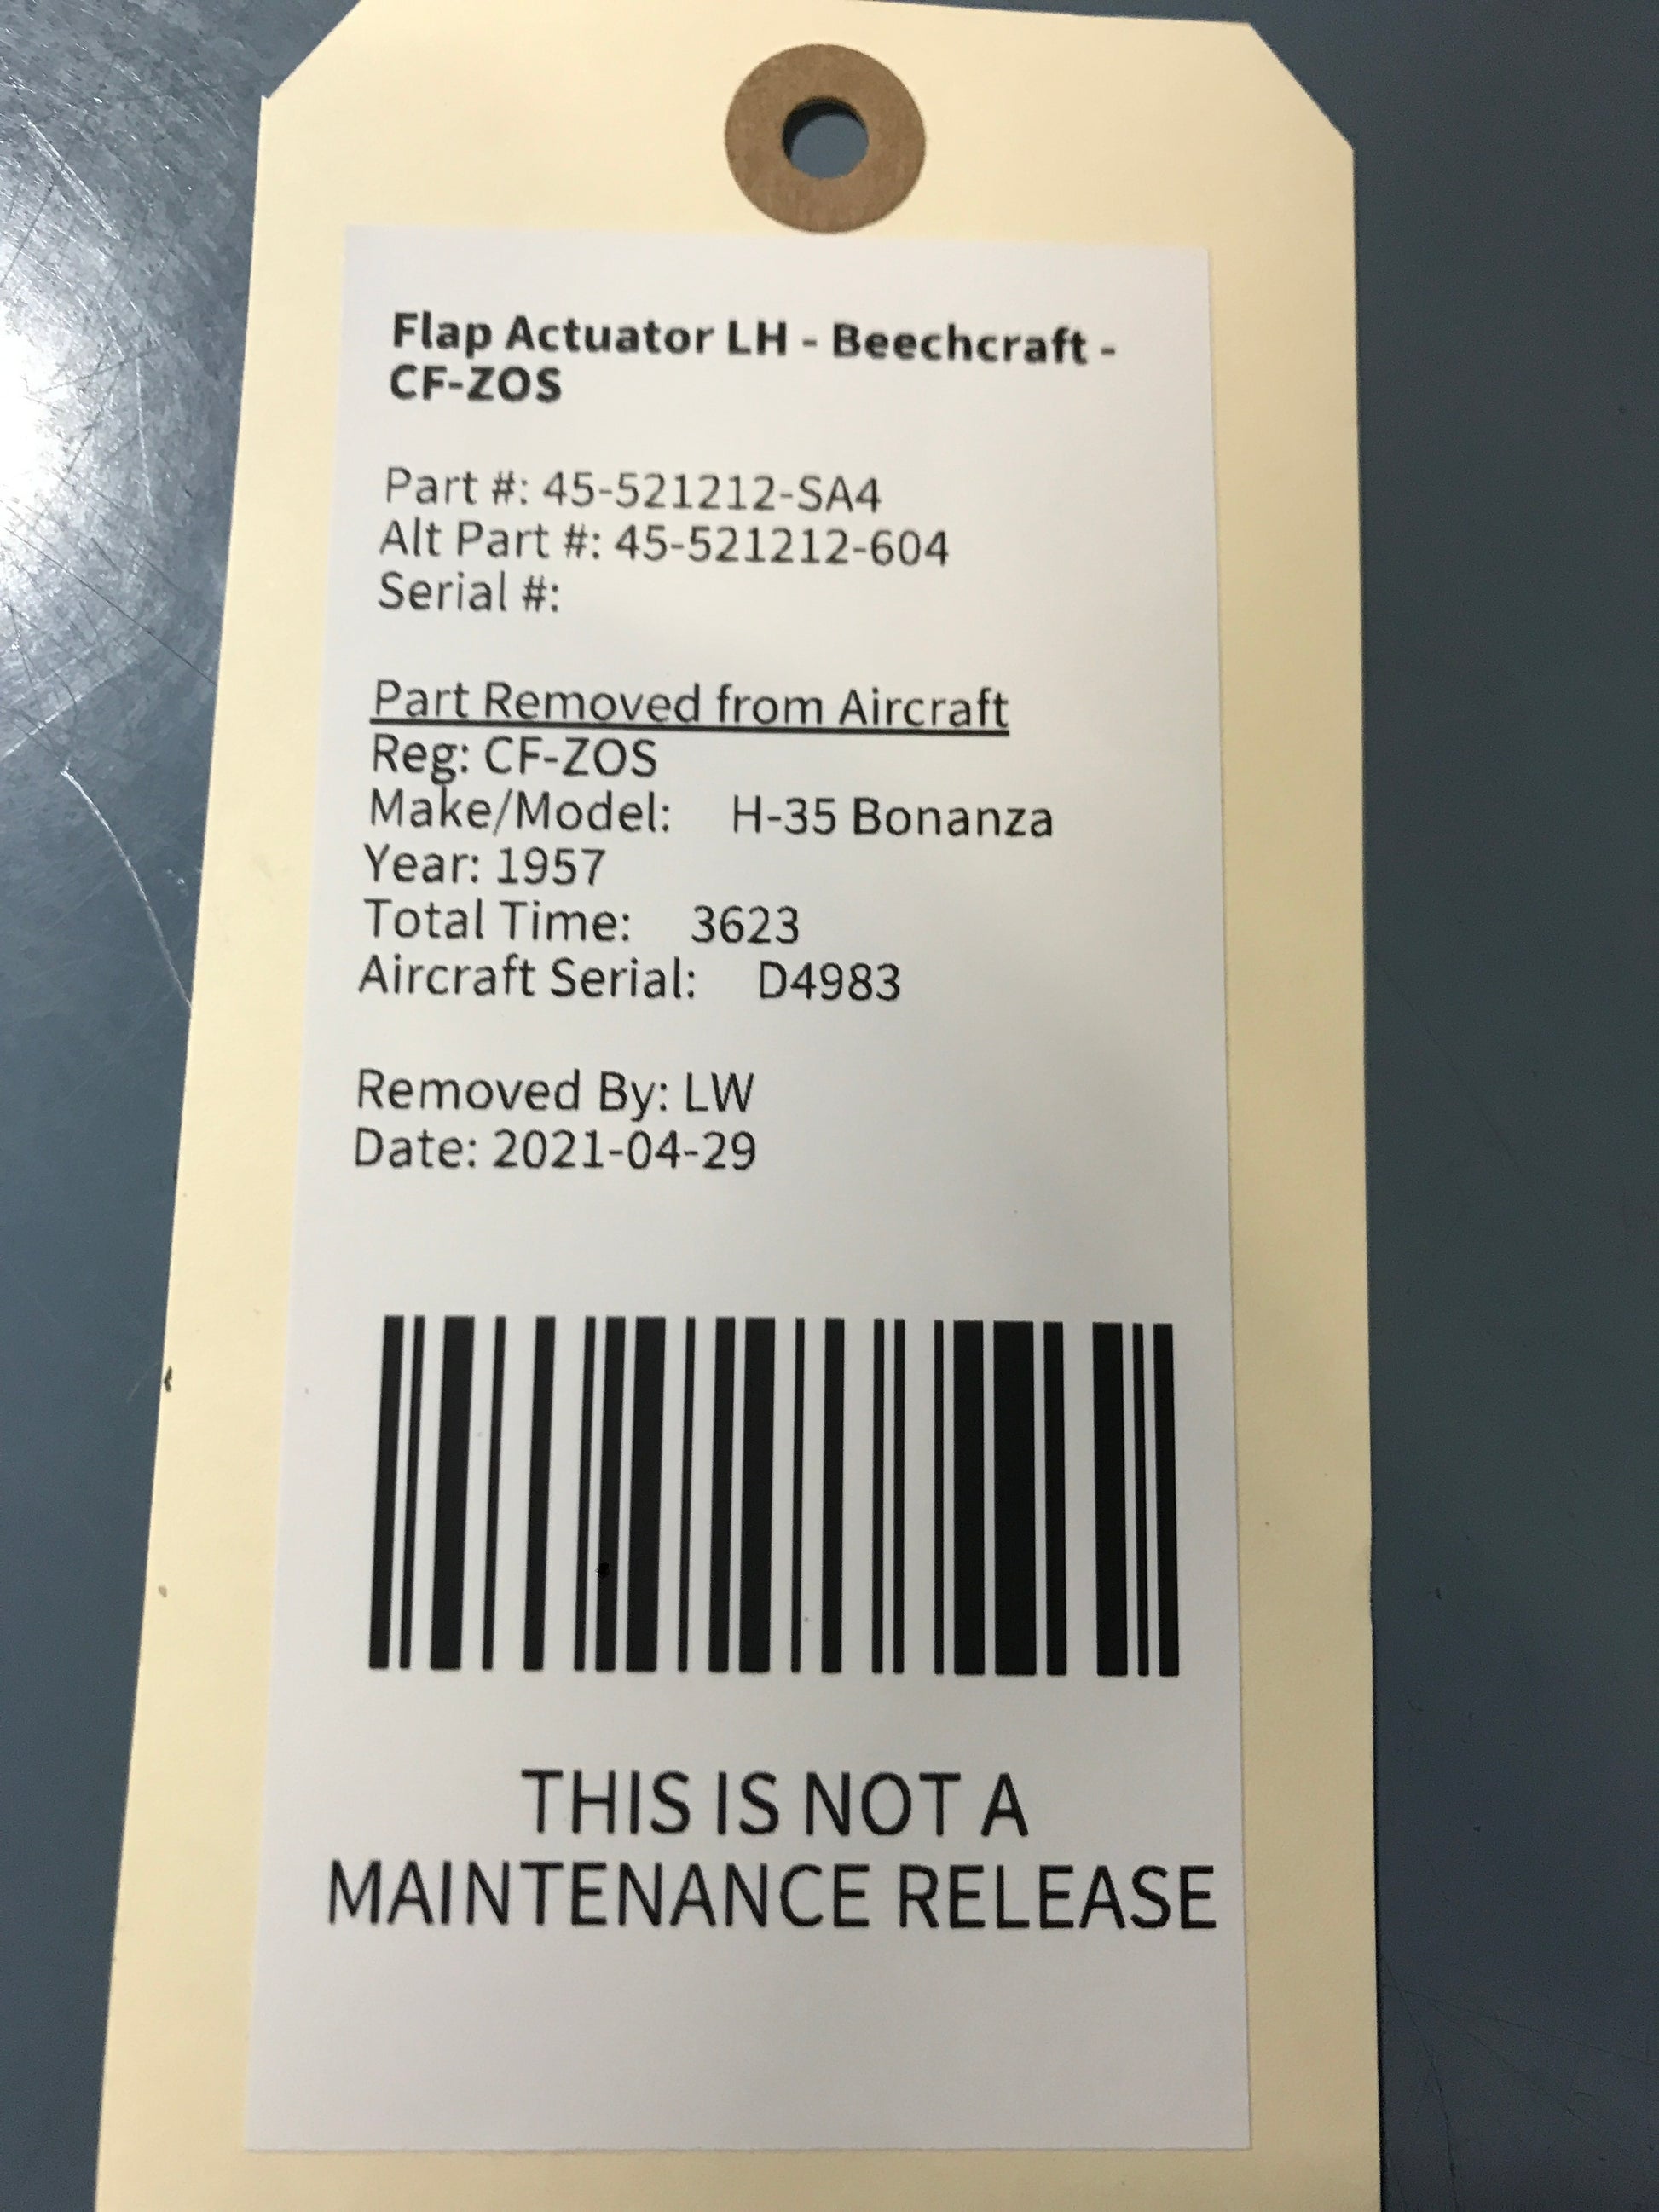 Flap Actuator LH - Beechcraft -
CF-ZOS
Part #: 45-521212-SA4
Alt Part #: 45-521212-604
Serial #:
Part Removed from Aircraft
Reg: CF-ZOS
Make/Model: H-35 Bonanza
Year: 1957
Total Time: 3623
Aircraft Serial: D4983
Removed By: LW
Date: 2021-04-29
THIS IS NOT A
MAINTENANCE RELEASE